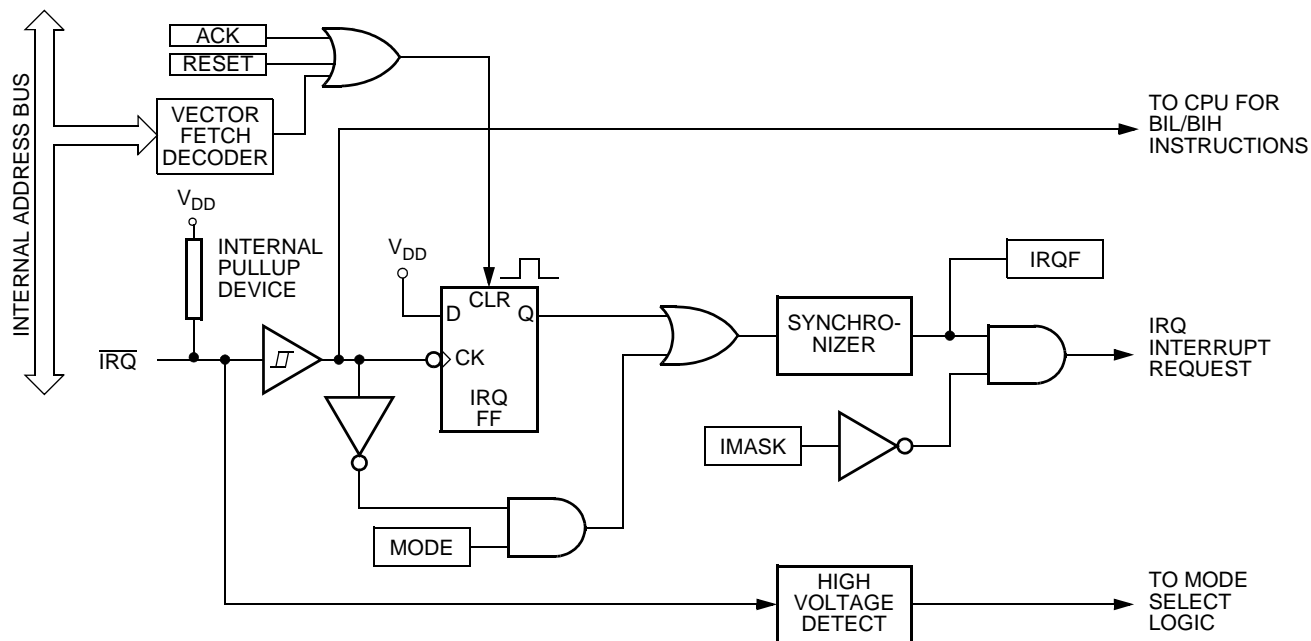 INTERNAL ADDRESS BUS
ACK
RESET
VECTOR
FETCH
DECODER
TO CPU FOR
BIL/BIH
INSTRUCTIONS
VDD
INTERNAL
PULLUP
DEVICE
VDD
CLR
D
Q
CK
IRQ
FF
IRQ
SYNCHRO-
NIZER
IRQF
IRQ
INTERRUPT
REQUEST
IMASK
MODE
HIGH
VOLTAGE
DETECT
TO MODE
SELECT
LOGIC